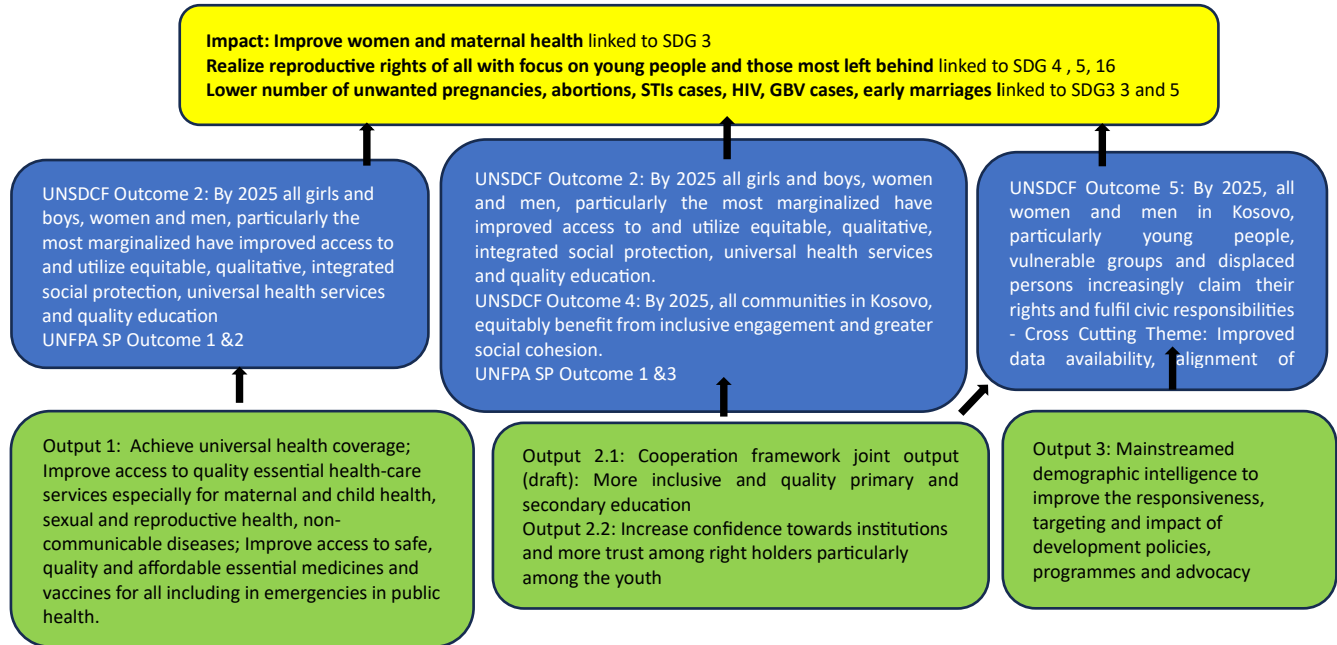 Impact: Improve women and maternal health linked to SDG 3
Realize reproductive rights of all with focus on young people and those most left behind linked to SDG 4 , 5, 16
Lower number of unwanted pregnancies, abortions, STIs cases, HIV, GBV cases, early marriages linked to SDG3 3 and 5
UNSDCF Outcome 2: By 2025 all girls and
boys, women and men, particularly the
most marginalized have improved access to
and utilize equitable, qualitative, integrated
social protection, universal health services
and quality education
UNFPA SP Outcome 1 &2
UNSDCF Outcome 2: By 2025 all girls and boys, women
and men, particularly the most marginalized have
improved access to and utilize equitable, qualitative,
integrated social protection, universal health services
and quality education.
UNSDCF Outcome 4: By 2025, all communities in Kosovo,
equitably benefit from inclusive engagement and greater
social cohesion.
UNFPA SP Outcome 1 &3
UNSDCF Outcome 5: By 2025, all
women and men in Kosovo,
particularly young people,
vulnerable groups and displaced
persons increasingly claim their
rights and fulfil civic responsibilities
- Cross Cutting Theme: Improved
data availability, alignment of
Output 1: Achieve universal health coverage;
Improve access to quality essential health-care
services especially for maternal and child health,
sexual and reproductive health, non-
communicable diseases; Improve access to safe,
quality and affordable essential medicines and
vaccines for all including in emergencies in public
health.
Output 2.1: Cooperation framework joint output
(draft): More inclusive and quality primary and
secondary education
Output 2.2: Increase confidence towards institutions
and more trust among right holders particularly
among the youth
Output 3: Mainstreamed
demographic intelligence to
improve the responsiveness,
targeting and impact of
development policies,
programmes and advocacy